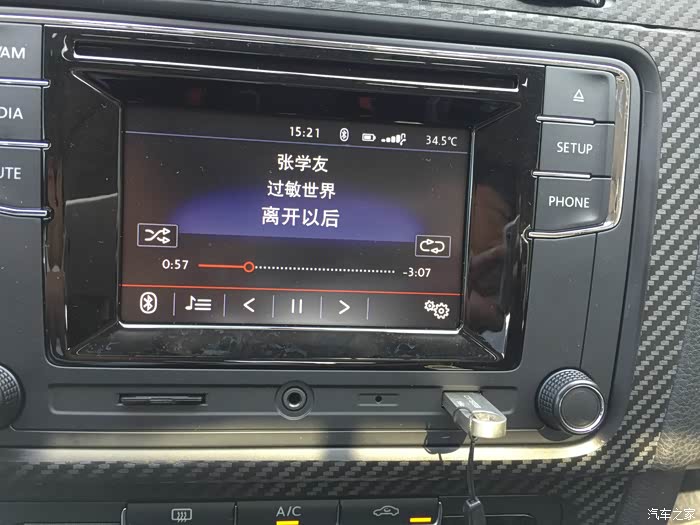 /AM
DIA
UTE
SETUP
PHONE
15:21
34.5°C
张学友
过敏世界
离开以后
0:57
-3:07
A/C
汽车之家